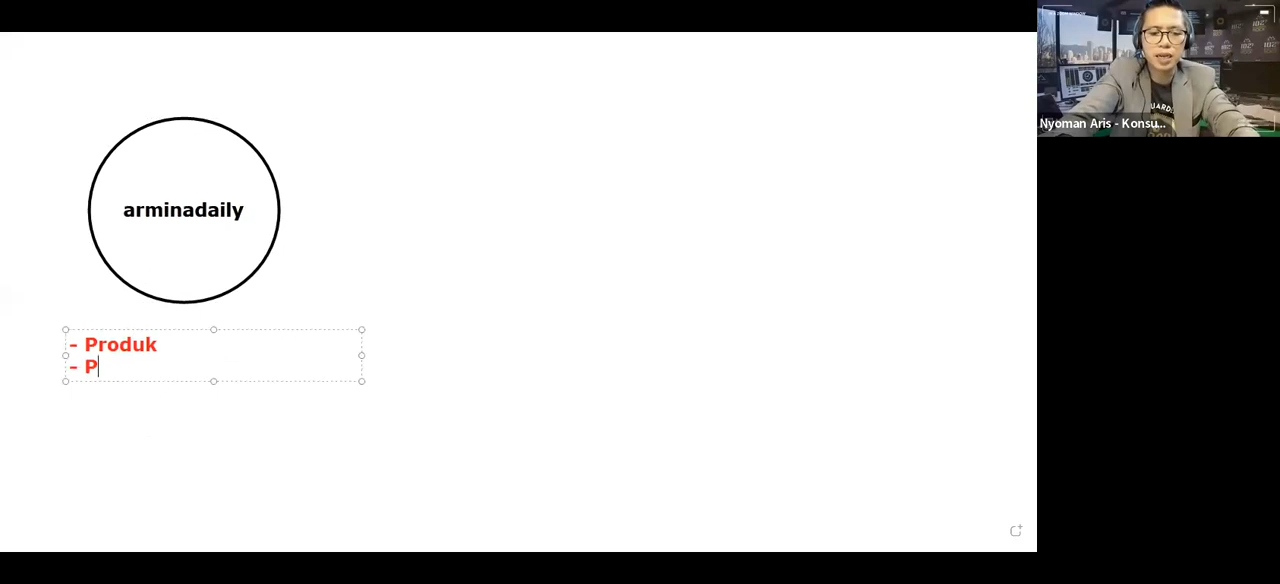 arminadaily
- Produk
- P
Nyoman Aris - Konsu...